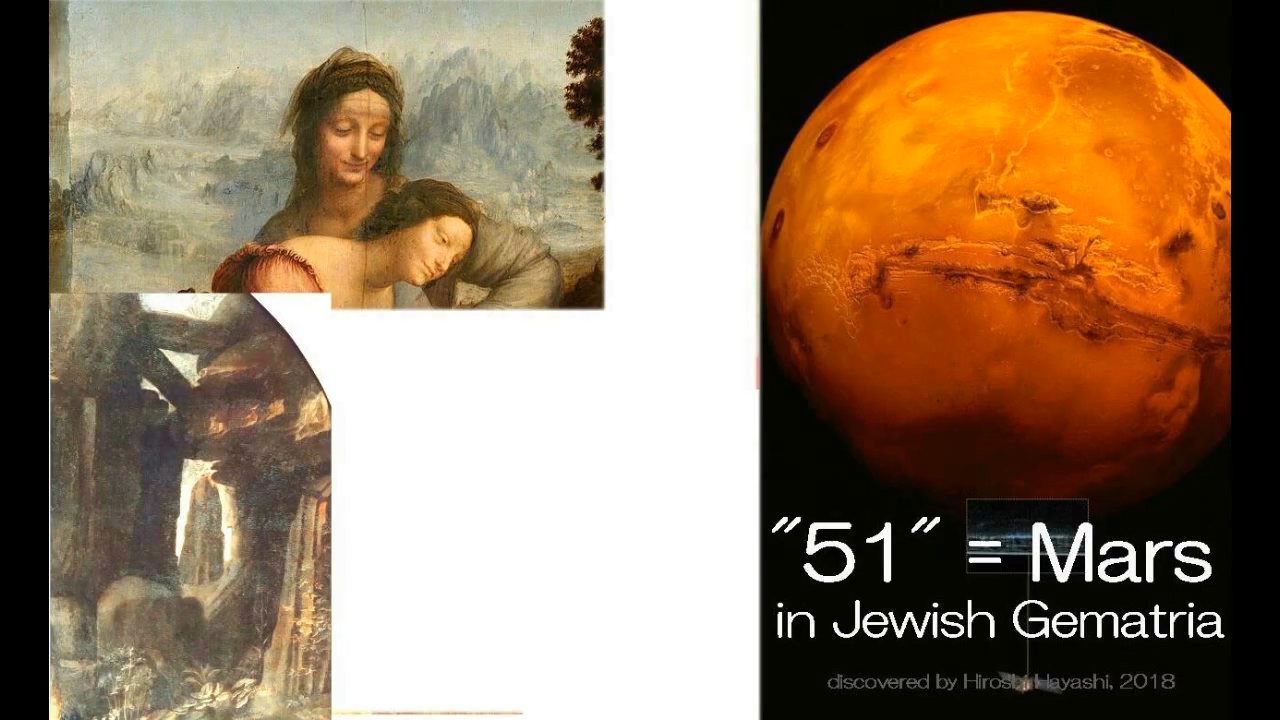 "51" = Mars
in Jewish Gematria
discovered by Hiroshi Hayashi, 2018